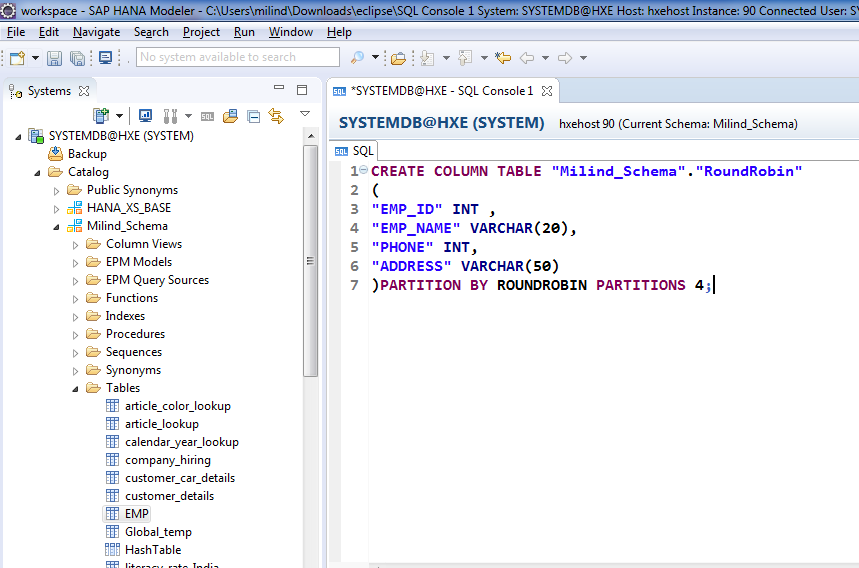 workspace - SAP HANA Modeler - C:\Users\milind\Downloads\eclipse\SQL Console 1 System: SYSTEMDB@HXE Host: hxehost Instance: 90 Connected User: SY
File Edit Navigate Search Project Run Window Help
No system available to search
Systems
SQL
SYSTEMDB@HXE (SYSTEM)
Backup
Catalog
Public Synonyms
HANA_XS_BASE
Milind_Schema
Column Views
EPM Models
EPM Query Sources
Functions
Indexes
Procedures
Sequences
Synonyms
Tables
article_color_lookup
article_lookup
calendar_year_lookup
company_hiring
customer_car_details
customer_details
EMP
Global_temp
HashTable
literacy_rate_India
SQL *SYSTEMDB@HXE - SQL Console 1
SYSTEMDB@HXE (SYSTEM) hxehost 90 (Current Schema: Milind_Schema)
SQL SQL
1 CREATE COLUMN TABLE "Milind_Schema"."RoundRobin"
2 (
3 "EMP_ID" INT ,
4 "EMP_NAME" VARCHAR(20),
5 "PHONE" INT,
6 "ADDRESS" VARCHAR(50)
7 )PARTITION BY ROUNDROBIN PARTITIONS 4;